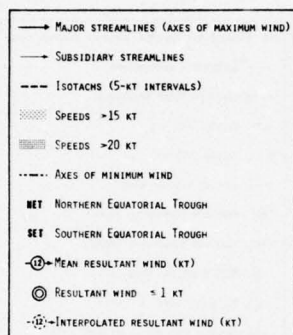 MAJOR STREAMLINES (AXES OF MAXIMUM WIND)
SUBSIDIARY STREAMLINES
ISOTACHS (5-KT INTERVALS)
SPEEDS >15 KT
SPEEDS >20 KT
AXES OF MINIMUM WIND
NET NORTHERN EQUATORIAL TROUGH
SET SOUTHERN EQUATORIAL TROUGH
12 MEAN RESULTANT WIND (KT)
RESULTANT WIND ≤ 1 KT
12 INTERPOLATED RESULTANT WIND (KT)